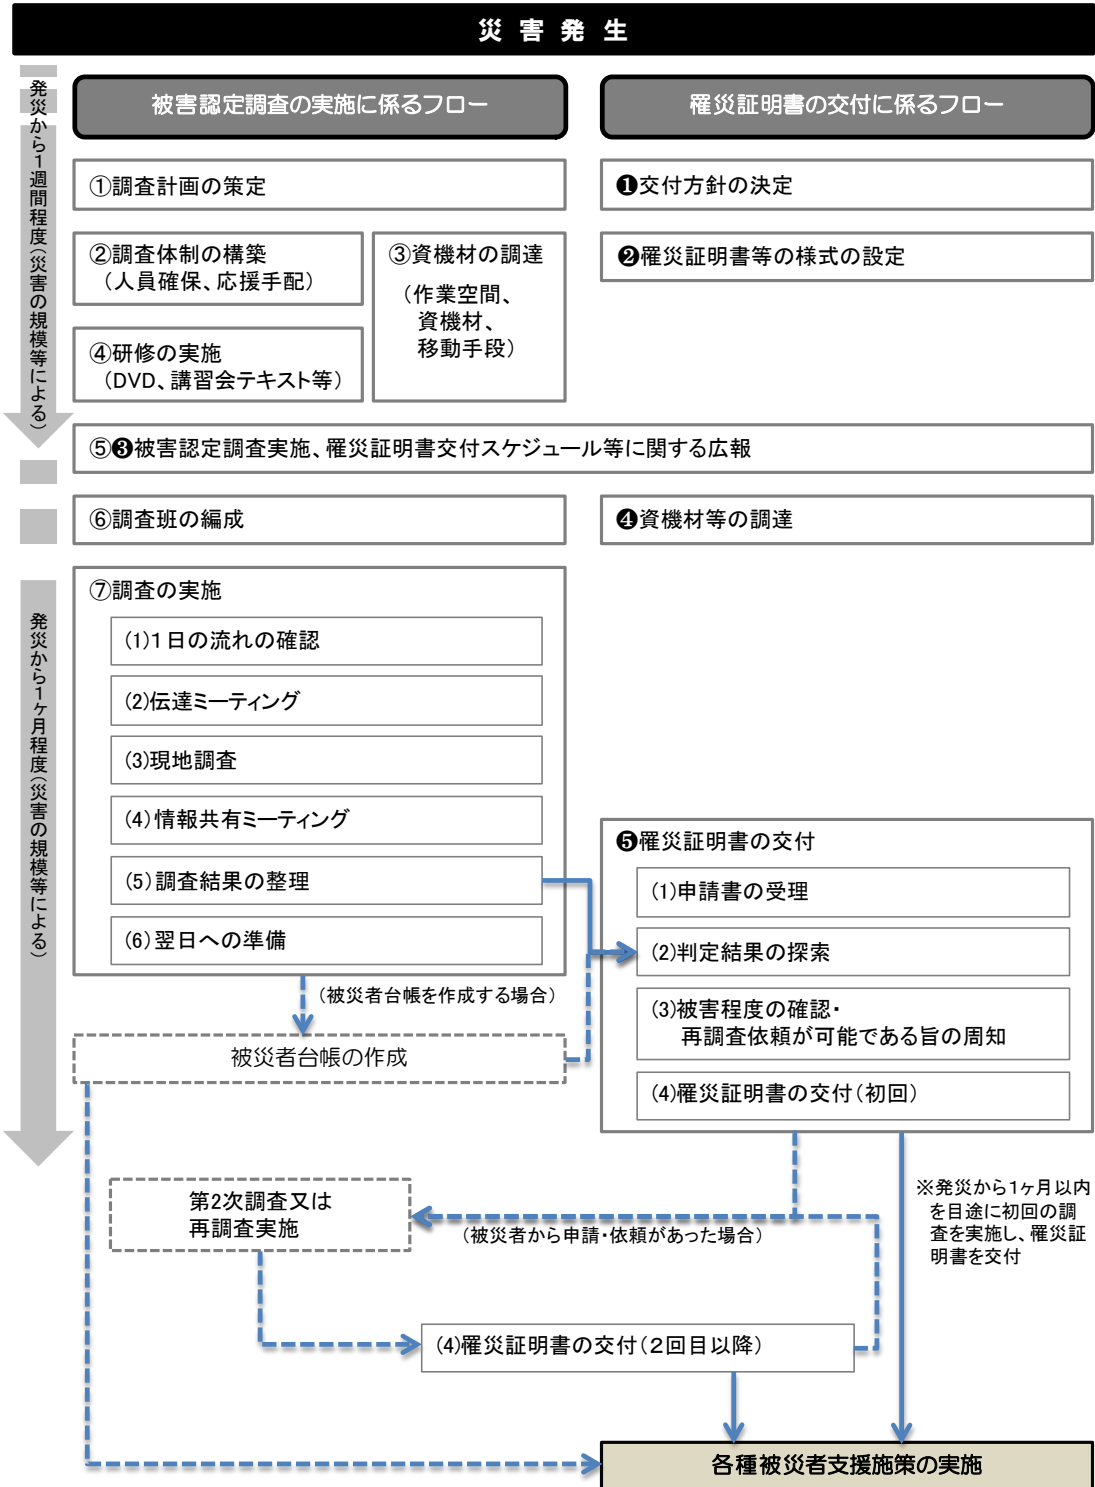 災 害 発 生
発災から1週間程度(災害の規模等による)
被害認定調査の実施に係るフロー
罹災証明書の交付に係るフロー
①調査計画の策定
❶交付方針の決定
②調査体制の構築
(人員確保、応援手配)
③資機材の調達
(作業空間、
資機材、
移動手段)
❷罹災証明書等の様式の設定
④研修の実施
(DVD、講習会テキスト等)
⑤❸被害認定調査実施、罹災証明書交付スケジュール等に関する広報
⑥調査班の編成
❹資機材等の調達
発災から1ヶ月程度(災害の規模等による)
⑦調査の実施
(1)1日の流れの確認
(2)伝達ミーティング
(3)現地調査
(4)情報共有ミーティング
(5)調査結果の整理
(6)翌日への準備
❺罹災証明書の交付
(1)申請書の受理
(2)判定結果の探索
(3)被害程度の確認・
再調査依頼が可能である旨の周知
(4)罹災証明書の交付(初回)
(被災者台帳を作成する場合)
被災者台帳の作成
第2次調査又は
再調査実施
(被災者から申請・依頼があった場合)
※発災から1ヶ月以内
を目途に初回の調
査を実施し、罹災証
明書を交付
(4)罹災証明書の交付(2回目以降)
各種被災者支援施策の実施